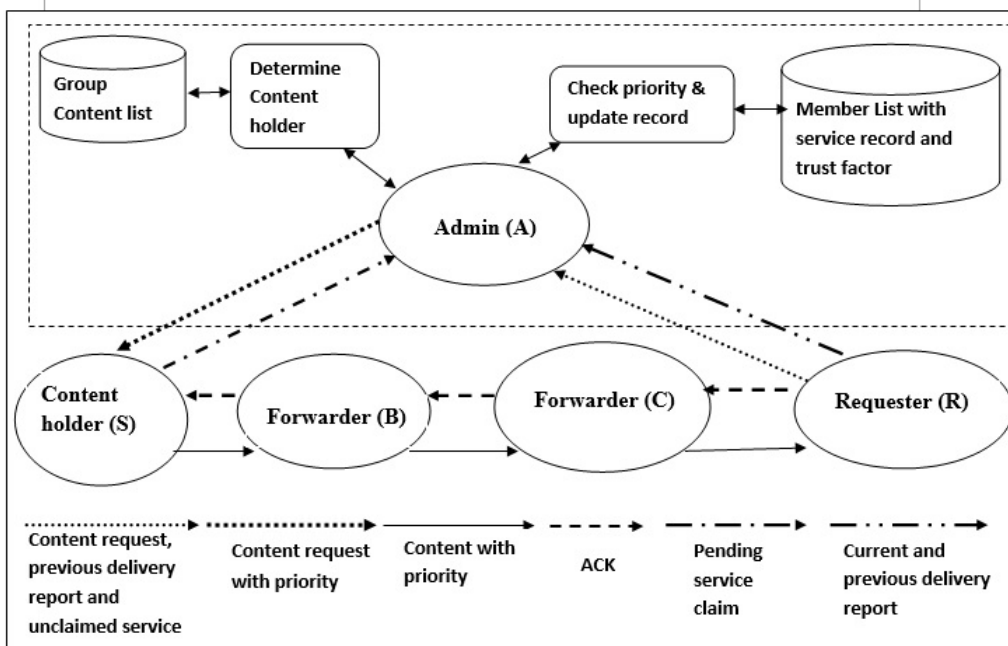 Group
Content list
Determine
Content
holder
Check priority &
update record
Member List with
service record and
trust factor
Admin (A)
Content
holder (S)
Forwarder (B)
Forwarder (C)
Requester (R)
Content request,
previous delivery
report and
unclaimed service
Content request
with priority
Content with
priority
ACK
Pending
service
claim
Current and
previous delivery
report